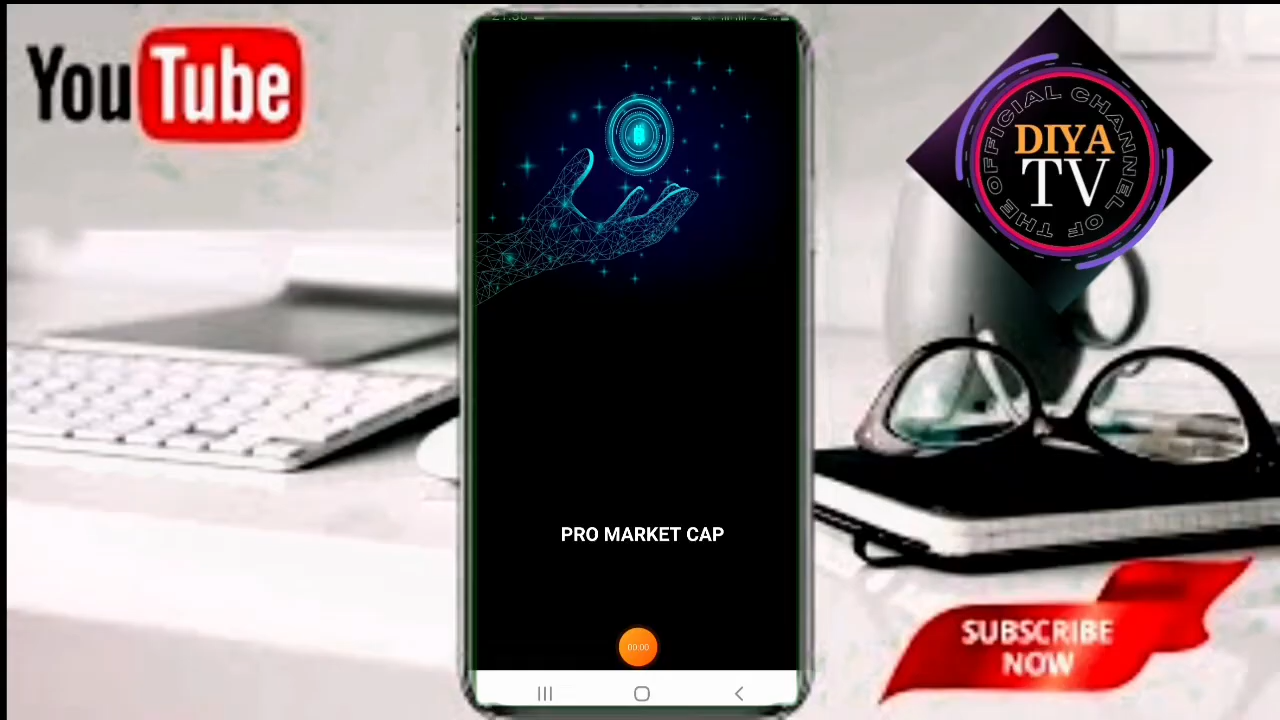 YouTube
THE OFFICIAL CHANNEL OF
DIYA
TV
PRO MARKET CAP
00:00
SUBSCRIBE
NOW